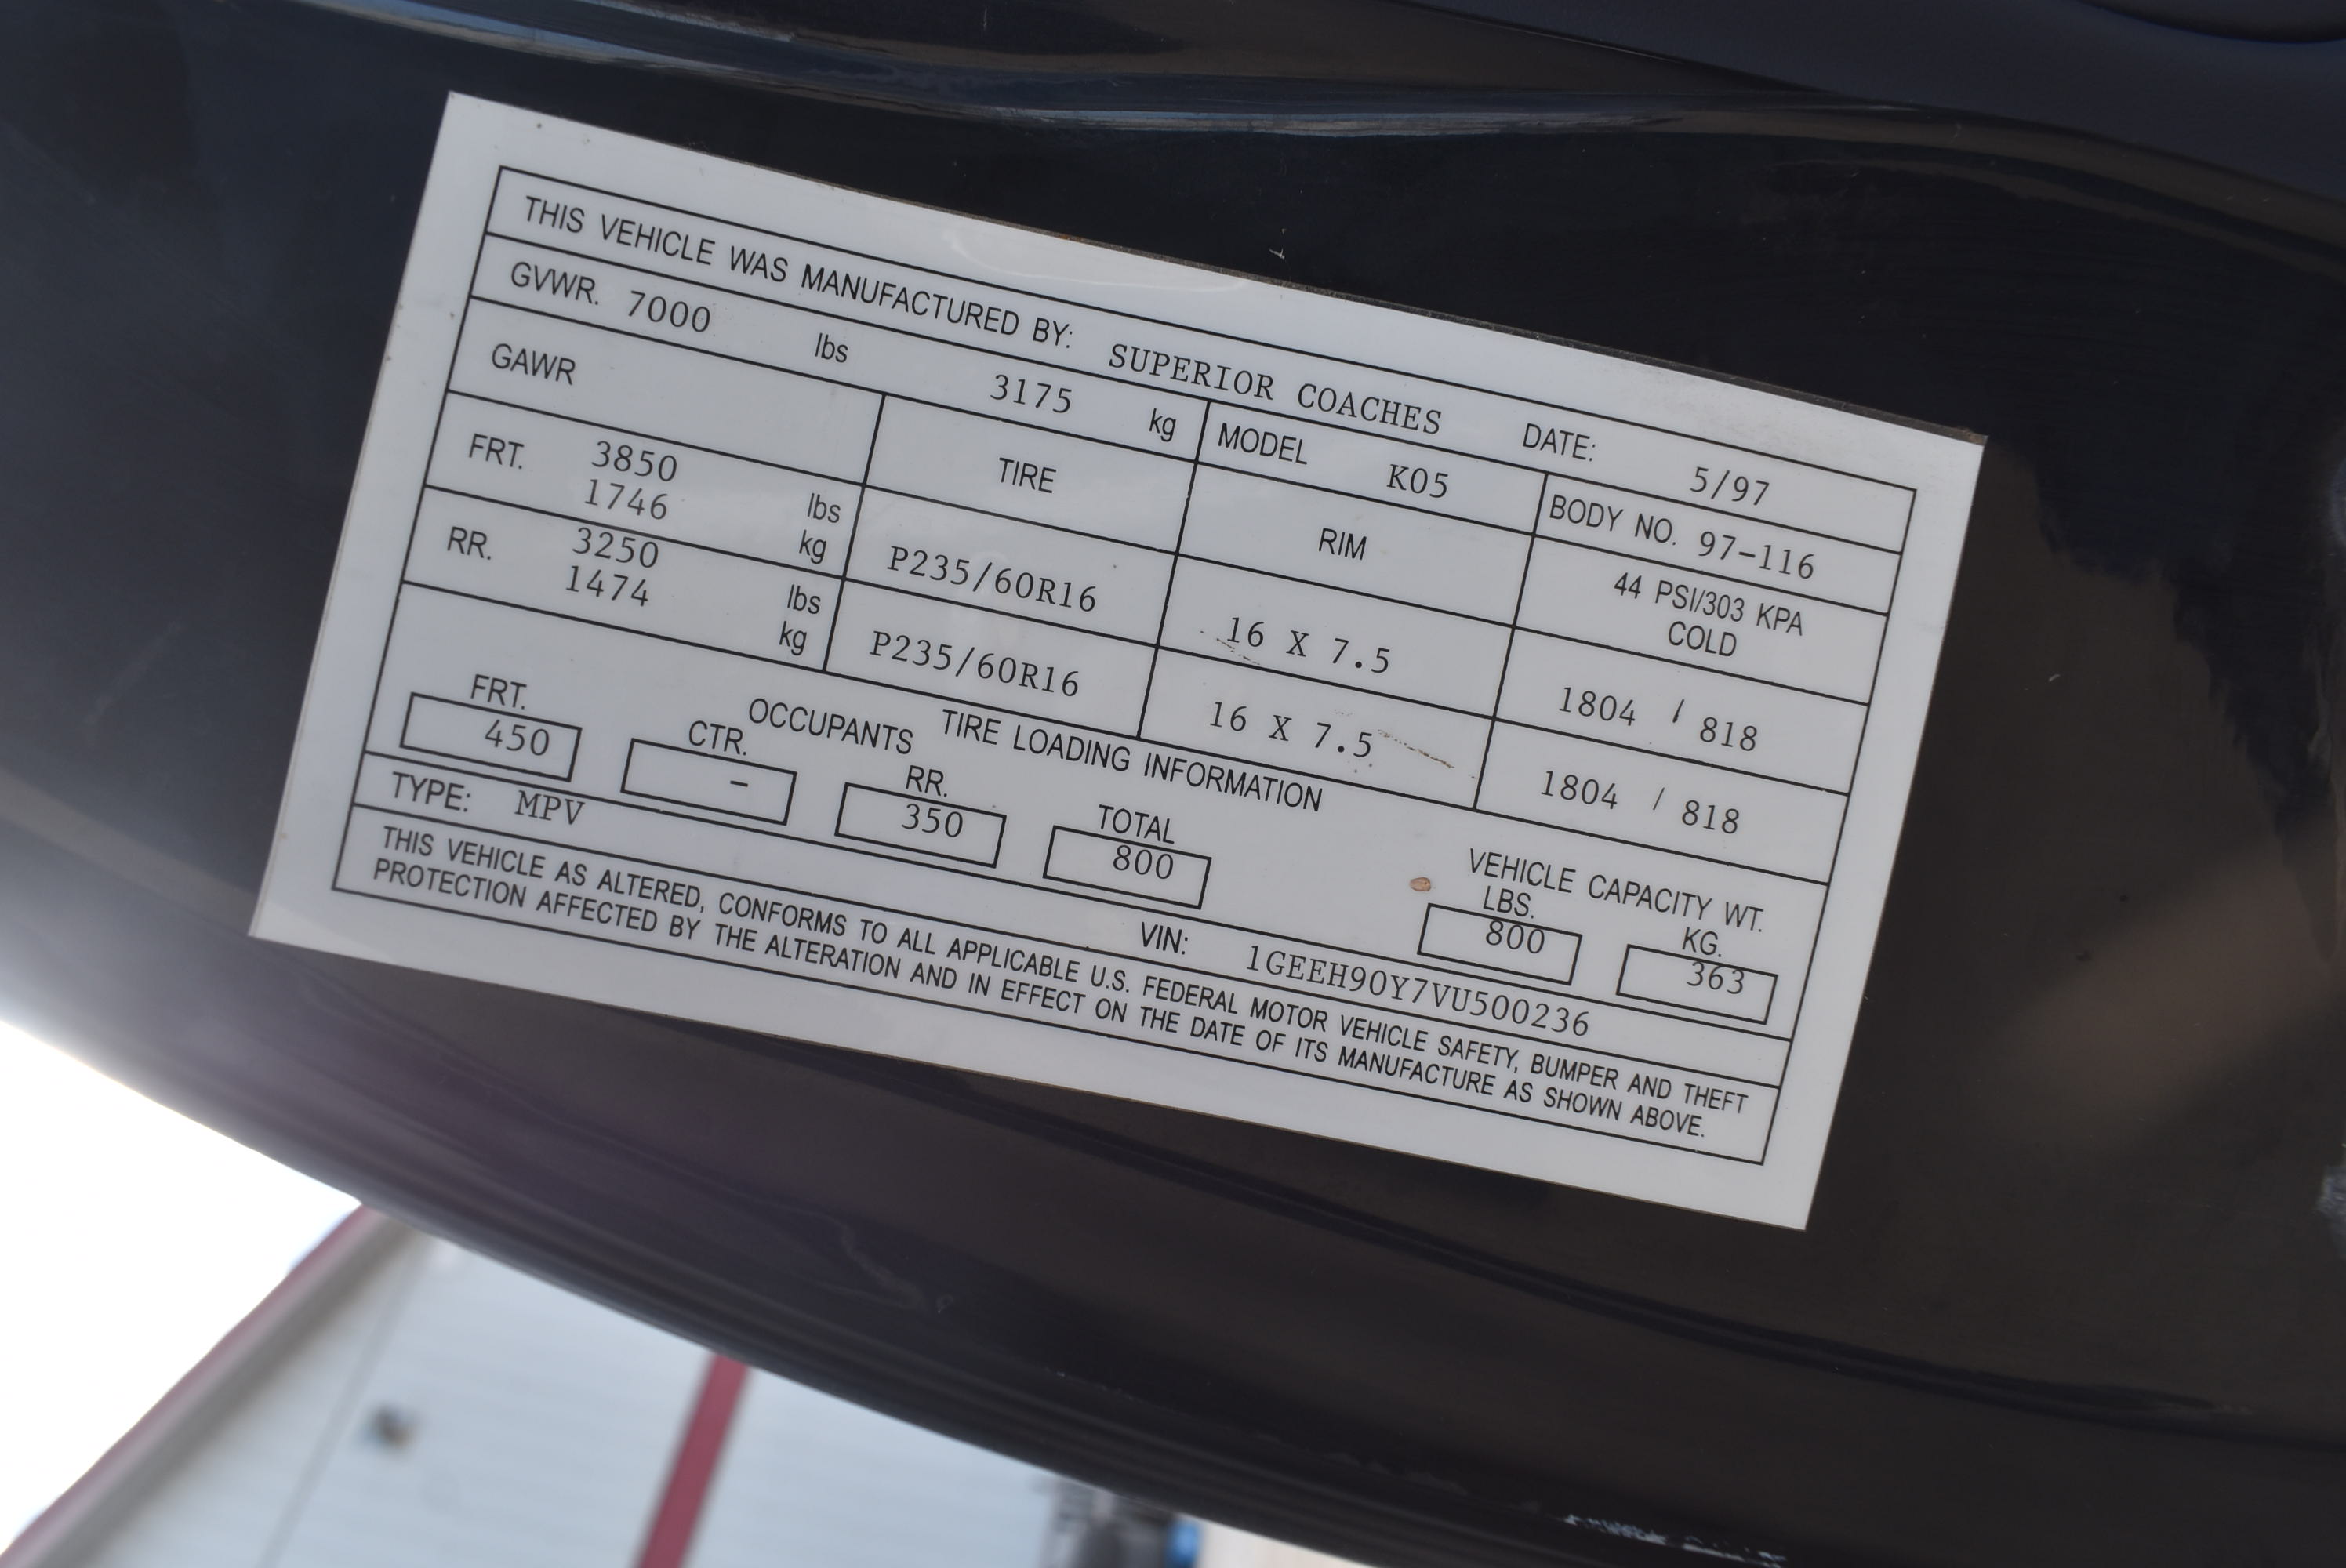 THIS VEHICLE WAS MANUFACTURED BY: SUPERIOR COACHES DATE: 5/97
GVWR. 7000 lbs 3175 kg MODEL K05 BODY NO. 97-116
GAWR TIRE RIM 44 PSI/303 KPA
COLD
FRT. 3850 lbs P235/60R16 16 X 7.5 1804 / 818
1746 kg
RR. 3250 lbs P235/60R16 16 X 7.5 1804 / 818
1474 kg
TIRE LOADING INFORMATION
OCCUPANTS VEHICLE CAPACITY WT.
FRT. CTR. RR. TOTAL LBS. KG.
450 - 350 800 800 363
TYPE: MPV VIN: 1GEEH90Y7VU500236
THIS VEHICLE AS ALTERED, CONFORMS TO ALL APPLICABLE U.S. FEDERAL MOTOR VEHICLE SAFETY, BUMPER AND THEFT
PROTECTION AFFECTED BY THE ALTERATION AND IN EFFECT ON THE DATE OF ITS MANUFACTURE AS SHOWN ABOVE.